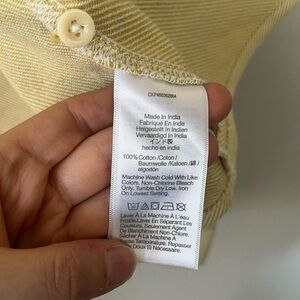 Made In India
Fabriqué En Inde
Hergestellt In Indien
Vervaardigd In India
インド製
hecho en india
100% Cotton /Coton /
Baumwolle /Katoen /綿 /
algodón
Machine Wash Cold With Like
Colors, Non-Chlorine Bleach
Only, Tumble Dry Low, Iron
On Lowest Setting
Laver À La Machine À L'eau
Froide/Laver En Séparant Les
Couleurs, Seulement Agent
De Blanchiment Non-Chloré,
Sécher À La Machine À
Basse Température, Repasser